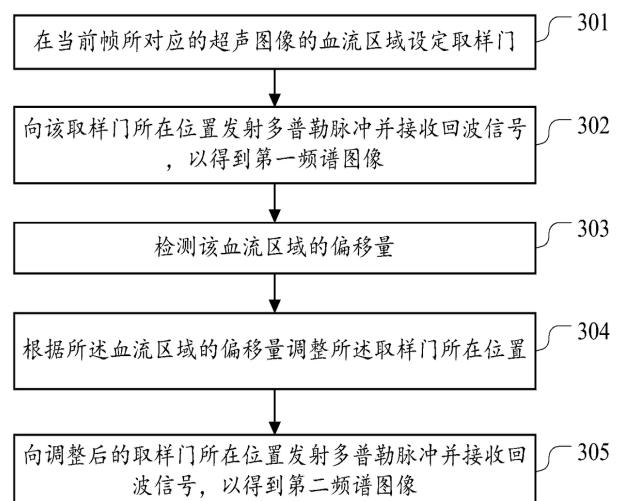 在当前帧所对应的超声图像的血流区域设定取样门
301
向该取样门所在位置发射多普勒脉冲并接收回波信号
，以得到第一频谱图像
302
检测该血流区域的偏移量
303
根据所述血流区域的偏移量调整所述取样门所在位置
304
向调整后的取样门所在位置发射多普勒脉冲并接收回
波信号，以得到第二频谱图像
305